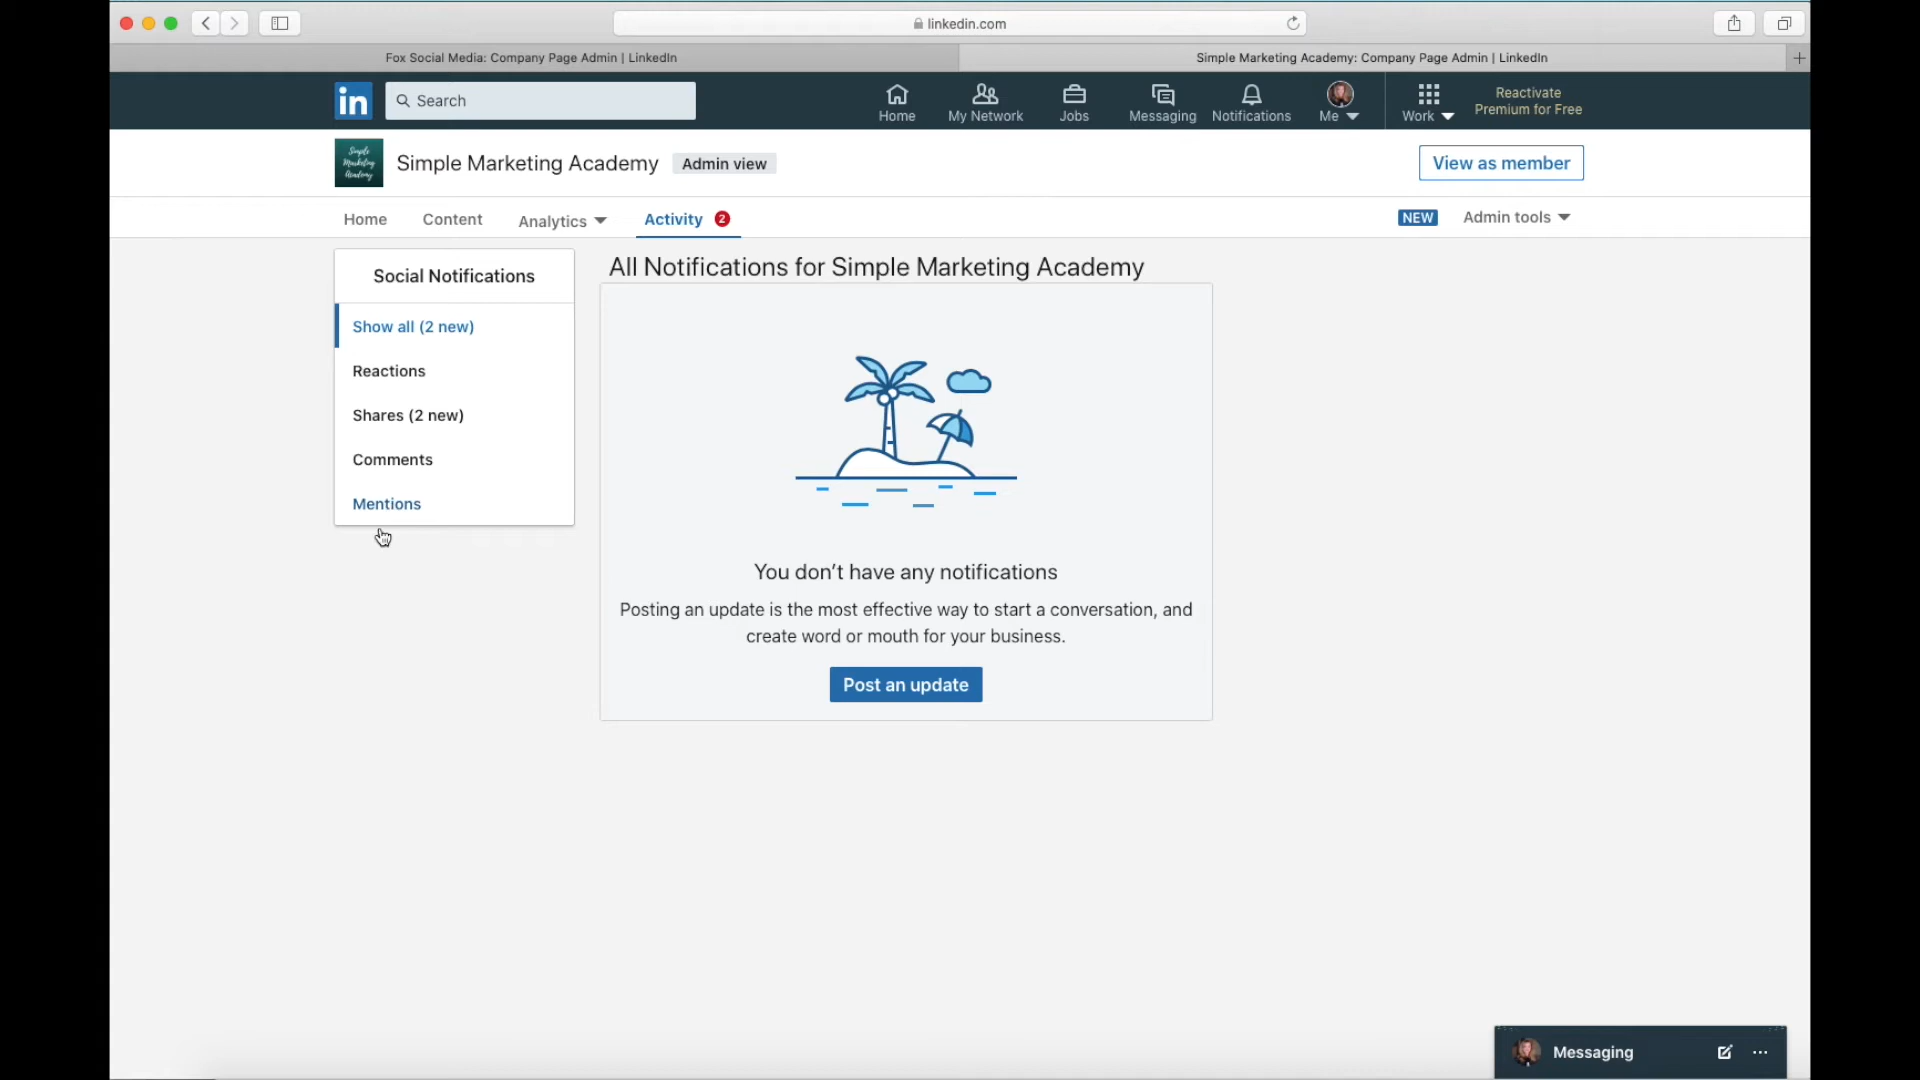 linkedin.com
Fox Social Media: Company Page Admin | LinkedIn
Simple Marketing Academy: Company Page Admin | LinkedIn
in
Search
Home
My Network
Jobs
Messaging
Notifications
Me
Work
Reactivate
Premium for Free
Simple
Marketing
Academy
Simple Marketing Academy
Admin view
View as member
Home
Content
Analytics
Activity 2
NEW
Admin tools
Social Notifications
Show all (2 new)
Reactions
Shares (2 new)
Comments
Mentions
All Notifications for Simple Marketing Academy
You don’t have any notifications
Posting an update is the most effective way to start a conversation, and
create word or mouth for your business.
Post an update
Messaging